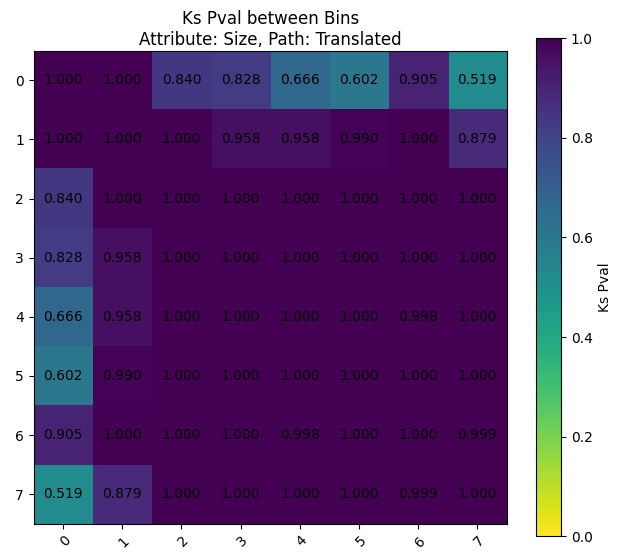 Ks Pval between Bins
Attribute: Size, Path: Translated
0 1.000 1.000 0.840 0.828 0.666 0.602 0.905 0.519
1 1.000 1.000 1.000 0.958 0.958 0.990 1.000 0.879
2 0.840 1.000 1.000 1.000 1.000 1.000 1.000 1.000
3 0.828 0.958 1.000 1.000 1.000 1.000 1.000 1.000
4 0.666 0.958 1.000 1.000 1.000 1.000 0.998 1.000
5 0.602 0.990 1.000 1.000 1.000 1.000 1.000 1.000
6 0.905 1.000 1.000 1.000 0.998 1.000 1.000 0.999
7 0.519 0.879 1.000 1.000 1.000 1.000 0.999 1.000
0 1 2 3 4 5 6 7
1.0
0.8
0.6
0.4
0.2
0.0
Ks Pval